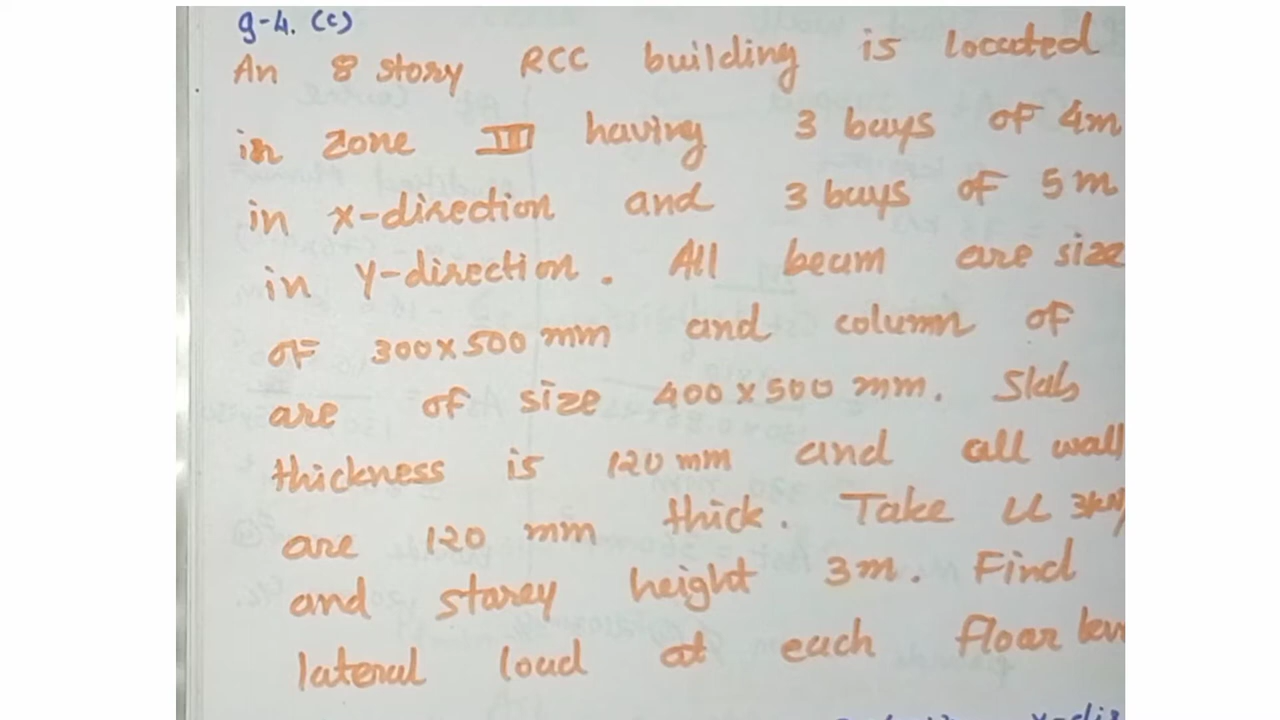 g-4. (c)
An 8 story RCC building is located
in zone III having 3 bays of 4m
in x-direction and 3 bays of 5m
in y-direction. All beam are size
of 300x500 mm and column of
are of size 400x500 mm. Slab
thickness is 120 mm and all wall
are 120 mm thick. Take LL 3kN/
and storey height 3m. Find
lateral load at each floor